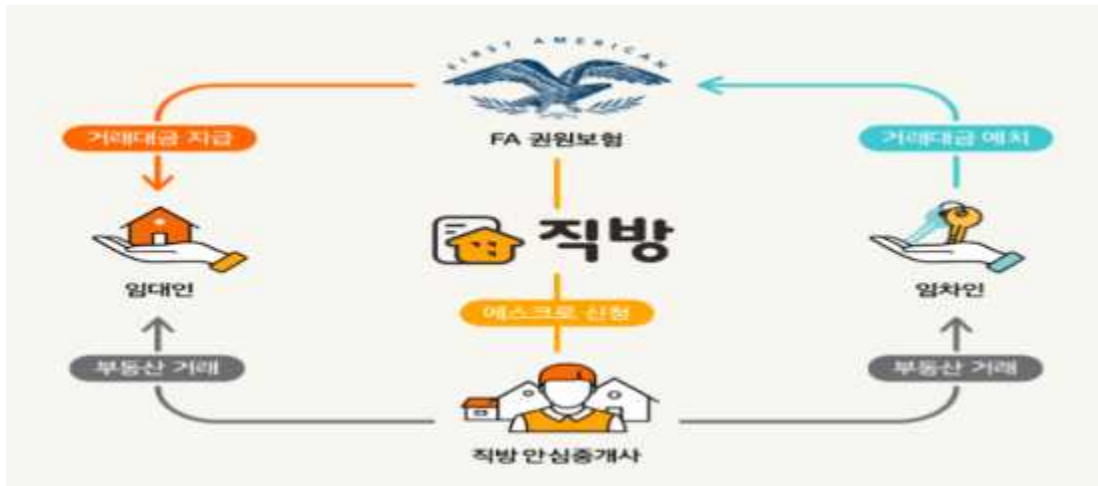 FIRST AMERICAN
FA 권원보험
거래대금 지급
거래대금 예치
직방
임대인
임차인
에스크로 신청
부동산 거래
부동산 거래
직방 안심중개사